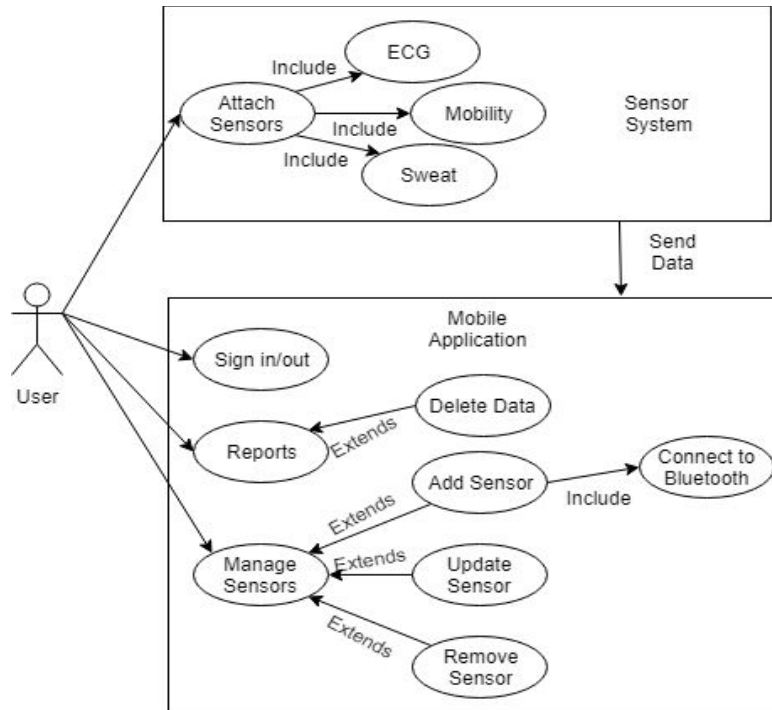 ECG
Include
Attach
Sensors
Mobility
Include
Include
Sweat
Sensor
System
Send
Data
User
Mobile
Application
Sign in/out
Delete Data
Extends
Reports
Add Sensor
Connect to
Bluetooth
Include
Extends
Manage
Sensors
Extends
Update
Sensor
Extends
Remove
Sensor